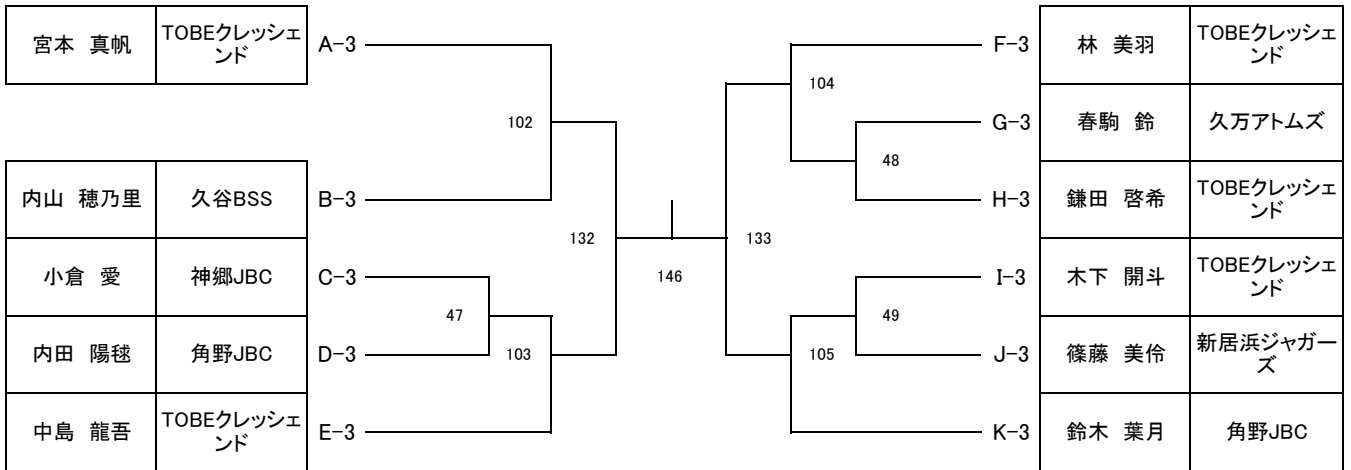 宮本 真帆 TOBEクレッシェ
ンド A-3
102
内山 穂乃里 久谷BSS B-3
132
小倉 愛 神郷JBC C-3
47
内田 陽毬 角野JBC D-3
103
中島 龍吾 TOBEクレッシェ
ンド E-3
146
F-3 林 美羽 TOBEクレッシェ
ンド
104
G-3 春駒 鈴 久万アトムズ
48
H-3 鎌田 啓希 TOBEクレッシェ
ンド
133
I-3 木下 開斗 TOBEクレッシェ
ンド
49
J-3 篠藤 美伶 新居浜ジャガー
ズ
105
K-3 鈴木 葉月 角野JBC